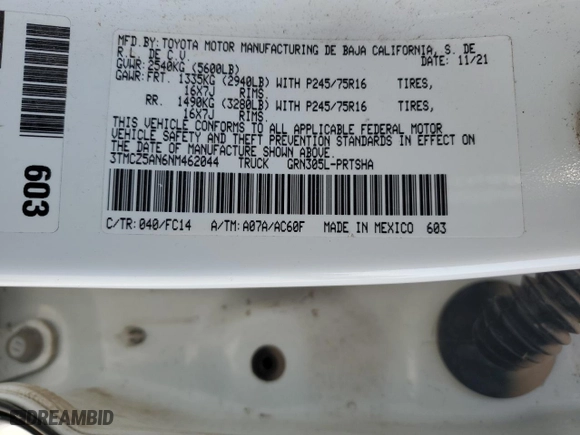 MFD.BY: TOYOTA MOTOR MANUFACTURING DE BAJA CALIFORNIA, S. DE
R.L. DE C.V. DATE: 11/21
GVWR: 2540KG (5600LB)
GAWR: FRT. 1335KG (2940LB) WITH P245/75R16 TIRES,
16X7J RIMS,
RR. 1490KG (3280LB) WITH P245/75R16 TIRES,
16X7J RIMS.
THIS VEHICLE CONFORMS TO ALL APPLICABLE FEDERAL MOTOR
VEHICLE SAFETY AND THEFT PREVENTION STANDARDS IN EFFECT ON
THE DATE OF MANUFACTURE SHOWN ABOVE.
3TMCZ5AN6NM462044 TRUCK GRN305L-PRTSHA
C/TR: 040/FC14 A/TM: A07A/AC60F MADE IN MEXICO 603
603
DREAMBID